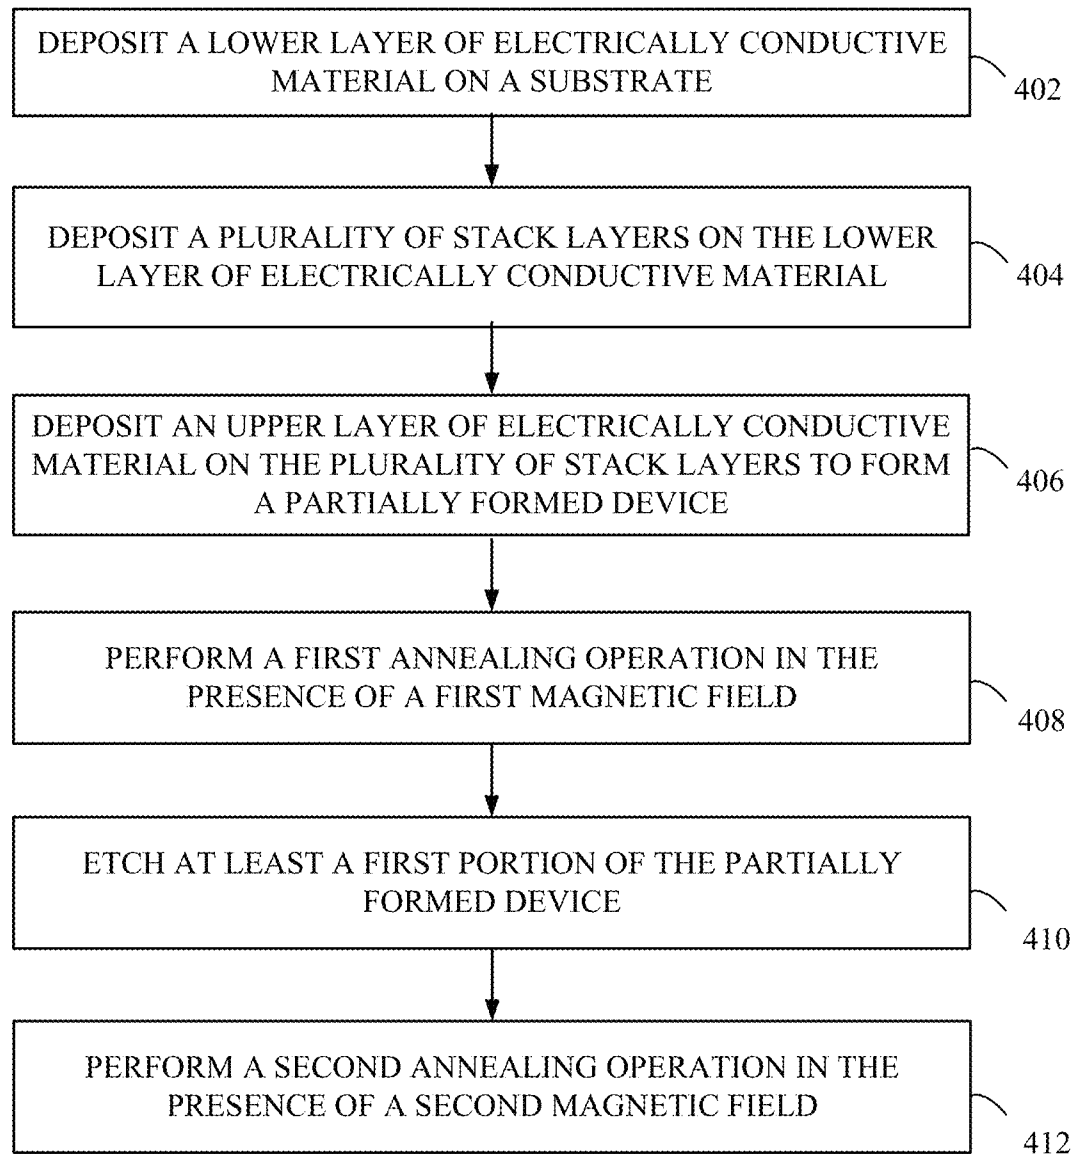 DEPOSIT A LOWER LAYER OF ELECTRICALLY CONDUCTIVE
MATERIAL ON A SUBSTRATE
402
DEPOSIT A PLURALITY OF STACK LAYERS ON THE LOWER
LAYER OF ELECTRICALLY CONDUCTIVE MATERIAL
404
DEPOSIT AN UPPER LAYER OF ELECTRICALLY CONDUCTIVE
MATERIAL ON THE PLURALITY OF STACK LAYERS TO FORM
A PARTIALLY FORMED DEVICE
406
PERFORM A FIRST ANNEALING OPERATION IN THE
PRESENCE OF A FIRST MAGNETIC FIELD
408
ETCH AT LEAST A FIRST PORTION OF THE PARTIALLY
FORMED DEVICE
410
PERFORM A SECOND ANNEALING OPERATION IN THE
PRESENCE OF A SECOND MAGNETIC FIELD
412